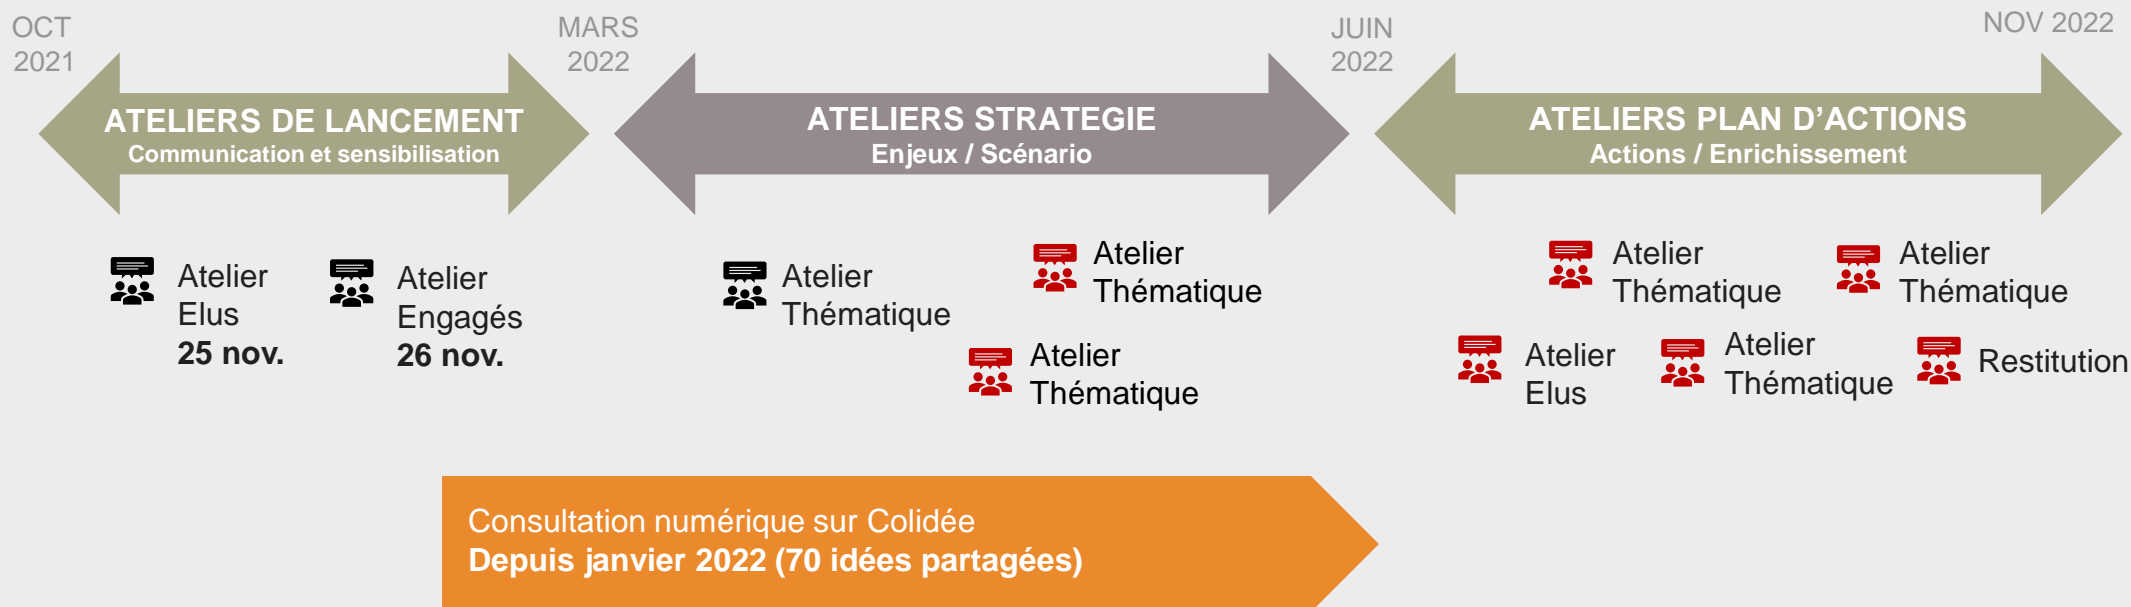 OCT
2021
MARS
2022
JUIN
2022
NOV 2022
ATELIERS DE LANCEMENT
Communication et sensibilisation
ATELIERS STRATEGIE
Enjeux / Scénario
ATELIERS PLAN D’ACTIONS
Actions / Enrichissement
Atelier
Elus
25 nov.
Atelier
Engagés
26 nov.
Atelier
Thématique
Atelier
Thématique
Atelier
Thématique
Atelier
Thématique
Atelier
Thématique
Atelier
Elus
Atelier
Thématique
Restitution
Consultation numérique sur Colidée
Depuis janvier 2022 (70 idées partagées)